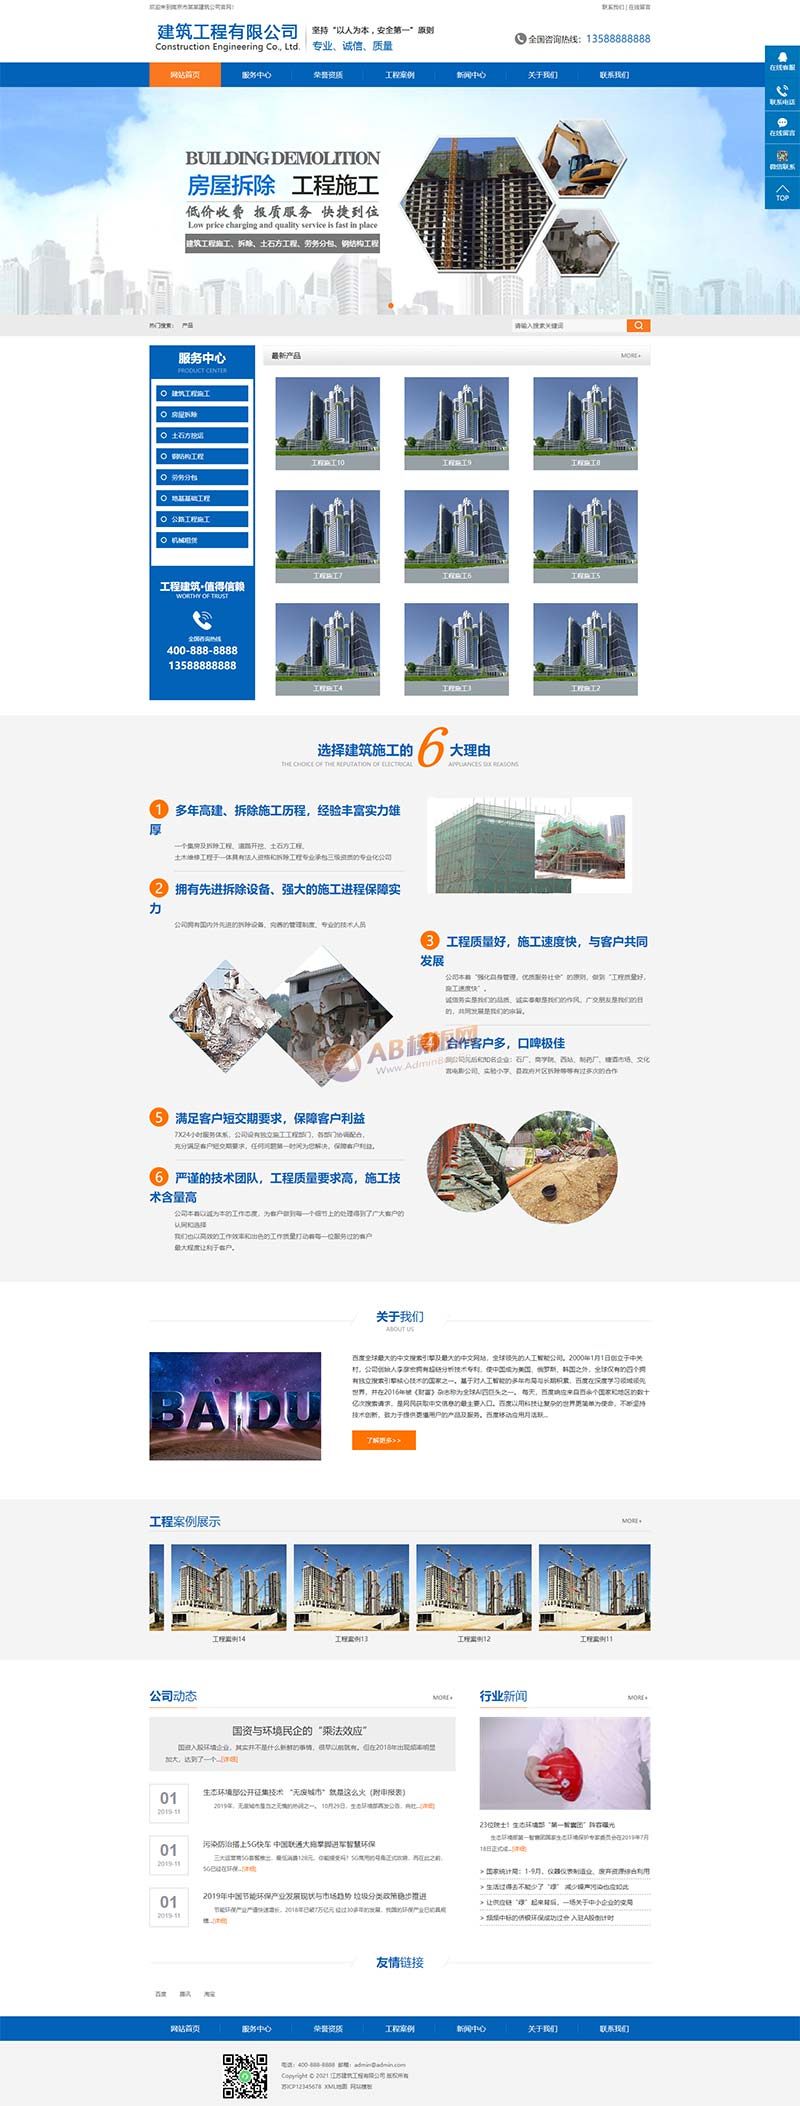 欢迎来到南京市某某建筑公司官网!
联系我们 | 在线留言
建筑工程有限公司
Construction Engineering Co., Ltd.
坚持“以人为本，安全第一”原则
专业、诚信、质量
全国咨询热线：13588888888
网站首页 服务中心 荣誉资质 工程案例 新闻中心 关于我们 联系我们
在线客服
联系电话
在线留言
微信联系
TOP
BUILDING DEMOLITION
房屋拆除 工程施工
低价收费 报质服务 快捷到位
Low price charging and quality service is fast in place
建筑工程施工、拆除、土石方工程、劳务分包、钢结构工程
热门搜索： 产品
请输入搜索关键词
服务中心
PRODUCT CENTER
建筑工程施工
房屋拆除
土石方挖运
钢结构工程
劳务分包
地基基础工程
公路工程施工
机械租赁
工程建筑·值得信赖
WORTHY OF TRUST
全国咨询热线
400-888-8888
13588888888
最新产品 MORE+
工程施工10 工程施工9 工程施工8
工程施工7 工程施工6 工程施工5
工程施工4 工程施工3 工程施工2
选择建筑施工的 6 大理由
THE CHOICE OF THE REPUTATION OF ELECTRICAL APPLIANCES SIX REASONS
1 多年高建、拆除施工历程，经验丰富实力雄
厚
一个集房及拆除工程、道路开挖、土石方工程、
土木维修工程于一体具有法人资格和拆除工程专业承包三级资质的专业化公司
2 拥有先进拆除设备、强大的施工进程保障实
力
公司拥有国内外先进的拆除设备、完善的管理制度、专业的技术人员
3 工程质量好，施工速度快，与客户共同
发展
公司本着“强化自身管理，优质服务社会”的原则，做到“工程质量好，
施工速度快”。
诚信务实是我们的品质、诚实奉献是我们的作风，广交朋友是我们的目
的，共同发展是我们的宗旨。
4 合作客户多，口啤极佳
宫电影公司、实验小学、县政府片区拆除等等有过多次的合作
AB模板网
5 满足客户短交期要求，保障客户利益
7X24小时服务体系，公司设有独立施工工程部门，各部门协调配合，
充分满足客户短交期要求，任何问题第一时间为您解决，保障客户利益。
6 严谨的技术团队，工程质量要求高，施工技
术含量高
公司本着以诚为本的工作态度，为客户做到每一个细节上的处理得到了广大客户的
认同和选择
我们也以高效的工作效率和出色的工作质量打动着每一位服务过的客户
最大程度让利于客户。
关于我们
ABOUT US
百度全球最大的中文搜索引擎及最大的中文网站，全球领先的人工智能公司。2000年1月1日创立于中关
村，公司创始人李彦宏拥有超链分析技术专利，使中国成为美国、俄罗斯、韩国之外，全球仅有的四个拥
有独立搜索引擎核心技术的国家之一。基于对人工智能的多年布局与长期积累，百度在深度学习领域领先
世界，并在2016年被《财富》杂志称为全球AI四巨头之一。 每天，百度响应来自百余个国家和地区的数十
亿次搜索请求，是网民获取中文信息的最主要入口。百度以用科技让复杂的世界更简单为使命，不断坚持
技术创新，致力于提供更懂用户的产品及服务。百度移动应用月活跃...
BAIDU
了解更多>>
工程案例展示 MORE+
工程案例14 工程案例13 工程案例12 工程案例11
公司动态 MORE+
国资与环境民企的“乘法效应”
国资入股环境企业，其实并不是什么新鲜的事情，很早以前就有。但在2018年出现频率明显
加大，达到了一个...[详细]
01
2019-11
生态环境部公开征集技术 “无废城市”就是这么火（附申报表）
2019年，无废城市是当之无愧的热词之一。 10月29日，生态环境部再发公告，向社...[详细]
01
2019-11
污染防治搭上5G快车 中国联通大施拳脚进军智慧环保
三大运营商5G套餐推出，最低消费128元，你能接受吗？5G商用的号角正式吹响，而在此之前，
5G已经在环保...[详细]
01
2019-11
2019年中国节能环保产业发展现状与市场趋势 垃圾分类政策稳步推进
节能环保产业产值快速增长，2018年已破7万亿元 经过30多年的发展，我国的环保产业已初具规
模...[详细]
行业新闻 MORE+
23位院士！生态环境部“第一智囊团”阵容曝光
生态环境部第一智囊团国家生态环境保护专家委员会在2019年7月
18日正式成...[详细]
> 国家统计局：1-9月，仪器仪表制造业、废弃资源综合利用
> 生活过得去不能少了“绿” 减少噪声污染也应如此
> 让供应链“绿”起来背后，一场关于中小企业的变局
> 频频中标的侨银环保成功过会 入驻A股倒计时
友情链接
百度 腾讯 淘宝
网站首页 服务中心 荣誉资质 工程案例 新闻中心 关于我们 联系我们
电话：400-888-8888 邮箱：admin@admin.com
Copyright © 2021 江苏建筑工程有限公司 版权所有
苏ICP12345678 XML地图 网站模板